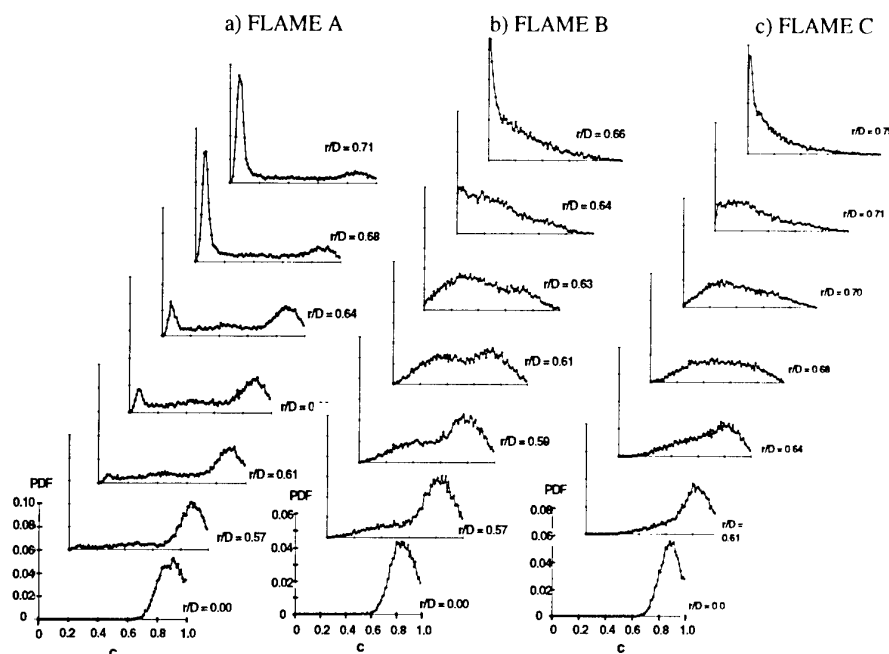 a) FLAME A
b) FLAME B
c) FLAME C
r/D = 0.71
r/D = 0.68
r/D = 0.64
r/D = 0.
r/D = 0.61
r/D = 0.57
r/D = 0.00
PDF
0.10
0.08
0.06
0.04
0.02
0
0 0.2 0.4 0.6 0.8 1.0
c
r/D = 0.66
r/D = 0.64
r/D = 0.63
r/D = 0.61
r/D = 0.59
r/D = 0.57
r/D = 0.00
PDF
0.06
0.04
0.02
0
0 0.2 0.4 0.6 0.8 1.0
c
r/D = 0.75
r/D = 0.71
r/D = 0.70
r/D = 0.68
r/D = 0.64
r/D =
0.61
r/D = 0.0
PDF
0.08
0.06
0.04
0.02
0
0 0.2 0.4 0.6 0.8 1.0
c